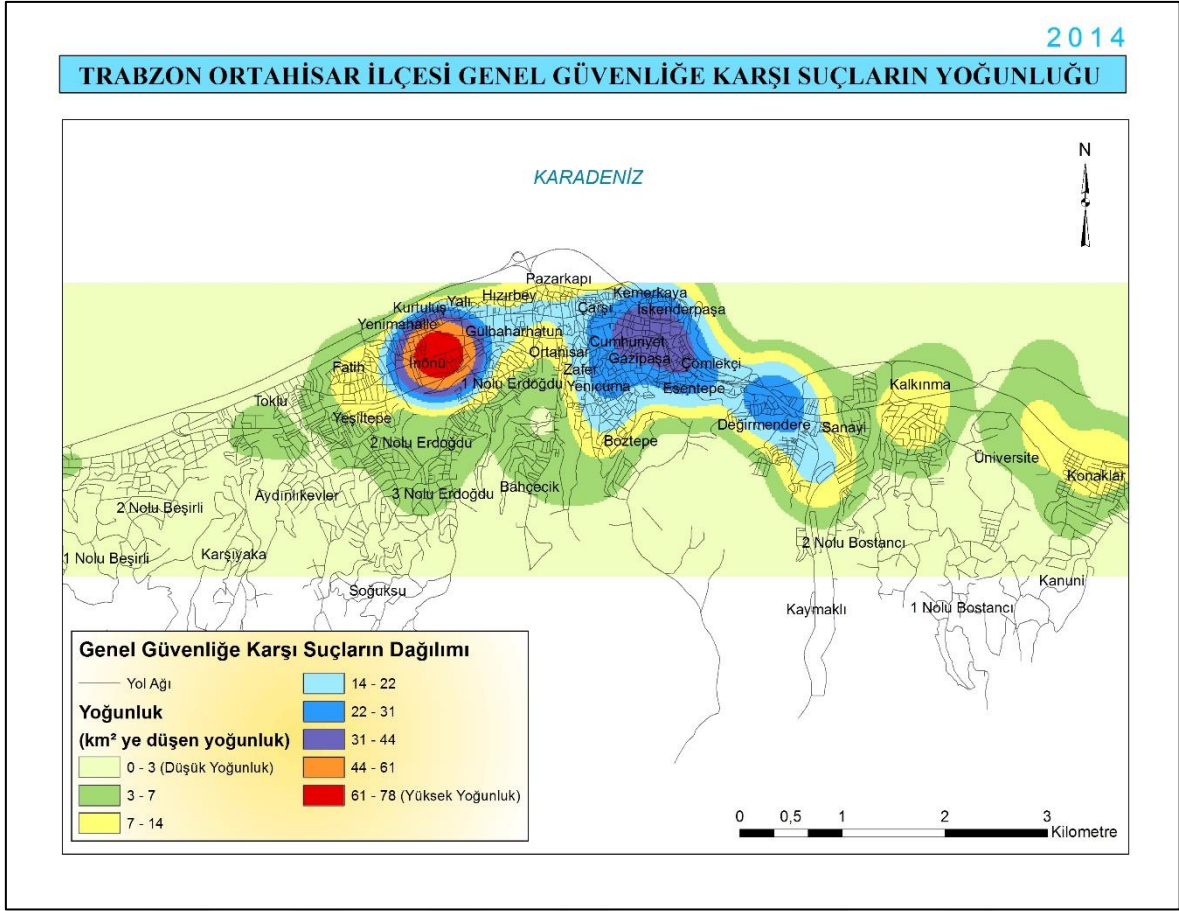 2014
TRABZON ORTAHİSAR İLÇESİ GENEL GÜVENLİĞE KARŞI SUÇLARIN YOĞUNLUĞU
N
KARADENİZ
Pazarkapı
Kemerkaya
Hızırbey
Yalı
Kurtuluş
Çarşı
İskenderpaşa
Yenimahalle
Gülbaharhatun
Cumhuriyet
Ortahisar
Gazipaşa
İnönü
Fatih
Zafer
Çömlekçi
1 Nolu Erdoğdu
Yenicuma
Esentepe
Kalkınma
Toklu
Yeşiltepe
Değirmendere
Sanayi
2 Nolu Erdoğdu
Boztepe
Üniversite
Konaklar
Bahçecik
3 Nolu Erdoğdu
Aydınlıkevler
2 Nolu Beşirli
2 Nolu Bostancı
1 Nolu Beşirli
Karşıyaka
Kanuni
Soğuksu
Kaymaklı
1 Nolu Bostancı
Genel Güvenliğe Karşı Suçların Dağılımı
Yol Ağı
Yoğunluk
(km² ye düşen yoğunluk)
0 - 3 (Düşük Yoğunluk)
3 - 7
7 - 14
14 - 22
22 - 31
31 - 44
44 - 61
61 - 78 (Yüksek Yoğunluk)
0 0,5 1 2 3
Kilometre